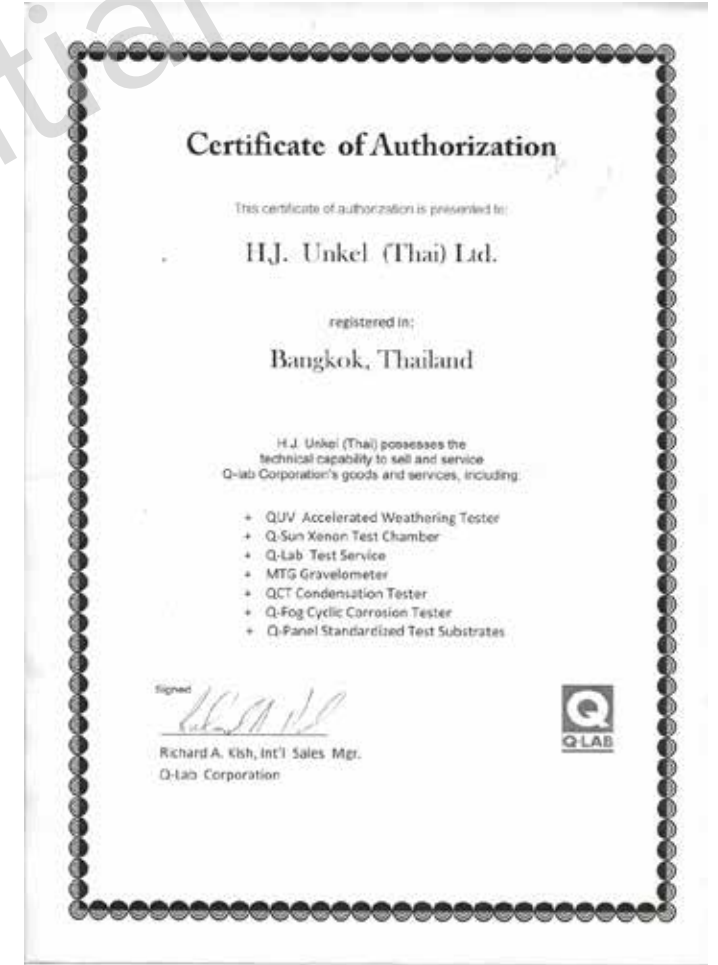 Certificate of Authorization
This certificate of authorization is presented to:
H.J. Unkel (Thai) Ltd.
registered in:
Bangkok, Thailand
H.J. Unkel (Thai) possesses the
technical capability to sell and service
Q-lab Corporation's goods and services, including:
+ QUV Accelerated Weathering Tester
+ Q-Sun Xenon Test Chamber
+ Q-Lab Test Service
+ MTG Gravelometer
+ QCT Condensation Tester
+ Q-Fog Cyclic Corrosion Tester
+ Q-Panel Standardized Test Substrates
Signed
Richard A. Kish, Int'l Sales Mgr.
Q-Lab Corporation
Q
Q-LAB